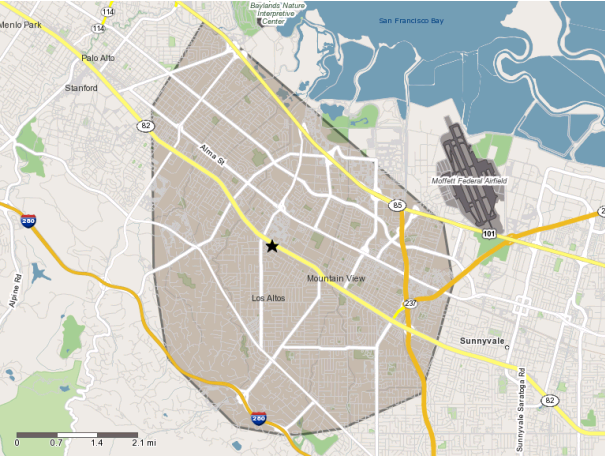 114
Baylands' Nature
Interpretive
Center
San Francisco Bay
Menlo Park
114
Palo Alto
Stanford
82
Alma St
Moffett Federal Airfield
85
280
101
Alpine Rd
Mountain View
Los Altos
237
Sunnyvale
Sunnyvale Saratoga Rd
82
280
0 0.7 1.4 2.1 mi